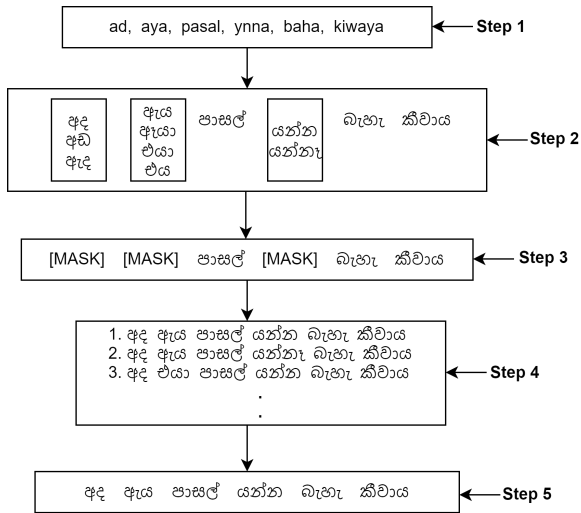 ad, aya, pasal, ynna, baha, kiwaya
Step 1
අද
අඩ
ඇද
ඇය
ඈයා
එයා
එය
පාසල්
යන්න
යන්නෑ
බැහැ කීවාය
Step 2
[MASK] [MASK] පාසල් [MASK] බැහැ කීවාය
Step 3
1. අද ඇය පාසල් යන්න බැහැ කීවාය
2. අද ඇය පාසල් යන්නෑ බැහැ කීවාය
3. අද එයා පාසල් යන්න බැහැ කීවාය
.
.
Step 4
අද ඇය පාසල් යන්න බැහැ කීවාය
Step 5